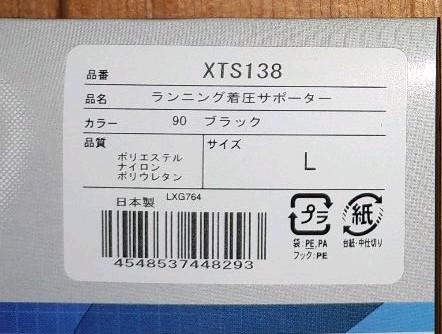 品番 XTS138
品名 ランニング着圧サポーター
カラー 90 ブラック
品質 サイズ
ポリエステル
ナイロン
ポリウレタン
L
日本製 LXG764
4548537448293
プラ
袋:PE,PA
フック:PE
紙
台紙・中仕切り